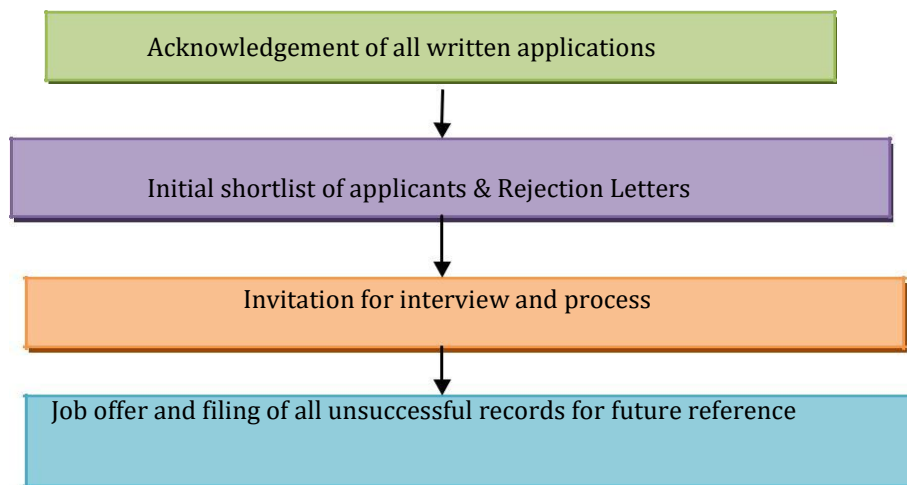 Acknowledgement of all written applications
Initial shortlist of applicants & Rejection Letters
Invitation for interview and process
Job offer and filing of all unsuccessful records for future reference